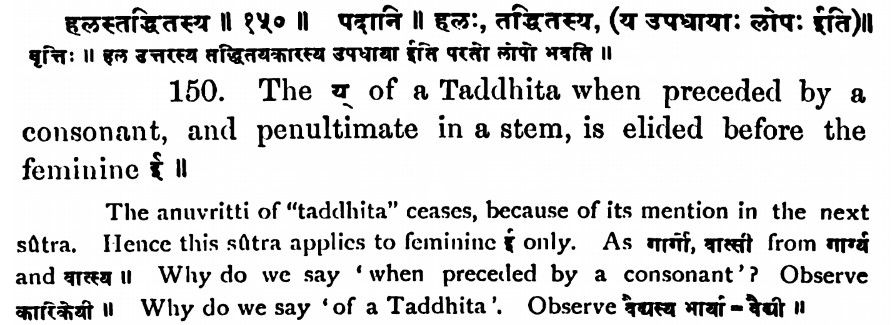 हलस्तद्धितस्य ॥ १५० ॥ पदानि ॥ हलः, तद्धितस्य, (य उपधायाः लोपः ईति)॥
वृत्तिः ॥ हल उत्तरस्य तद्धितयकारस्य उपधाया ईति परतो लोपो भवति ॥
150. The य् of a Taddhita when preceded by a
consonant, and penultimate in a stem, is elided before the
feminine ई ॥
The anuvritti of "taddhita" ceases, because of its mention in the next
sûtra. Hence this sûtra applies to feminine ई only. As गार्गी, वात्सी from गार्ग्य
and वात्स्य ॥ Why do we say 'when preceded by a consonant'? Observe
कारिकेयी ॥ Why do we say 'of a Taddhita'. Observe वैद्यस्य भार्या – वैद्यी ॥